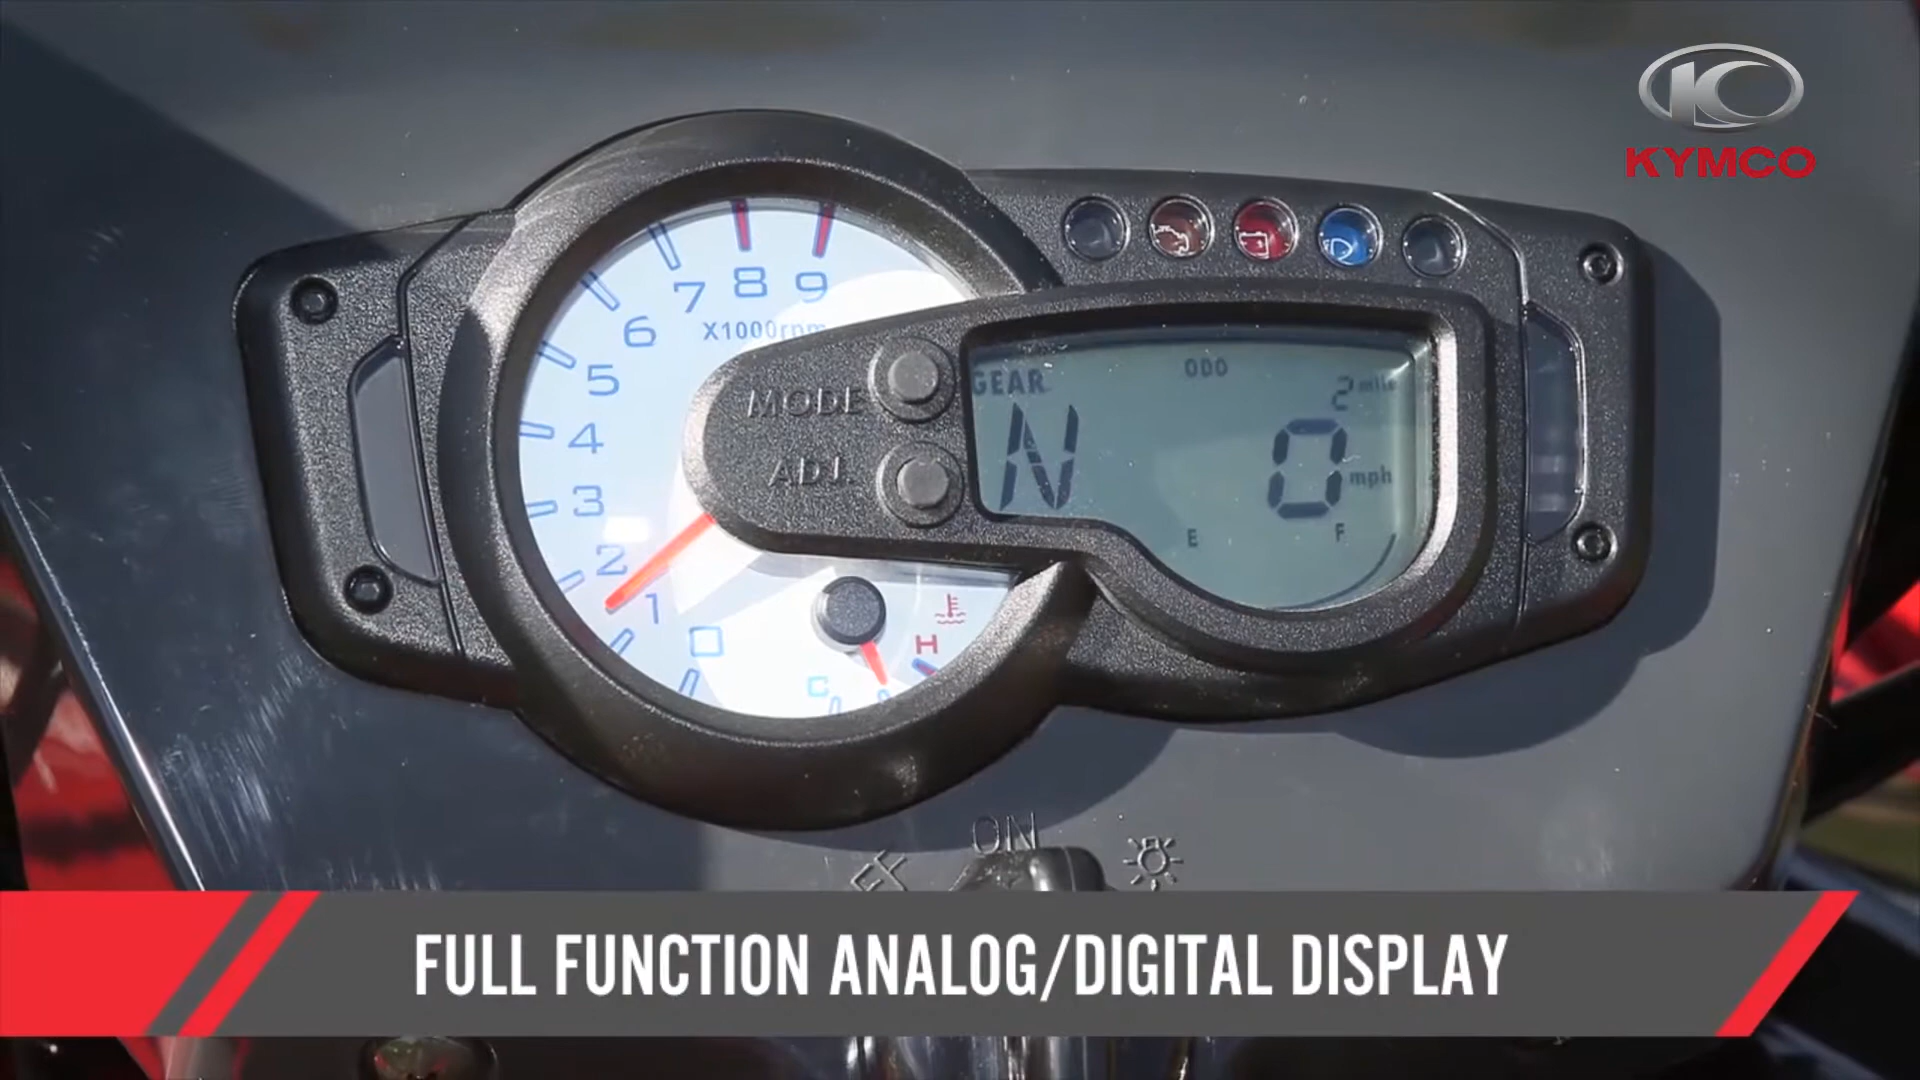 KYMCO
7 8 9
6
X1000rpm
5
MODE
GEAR
ODO
2 mile
4
ADJ.
N
0 mph
3
E
F
2
1
0
H
C
ON
FULL FUNCTION ANALOG/DIGITAL DISPLAY